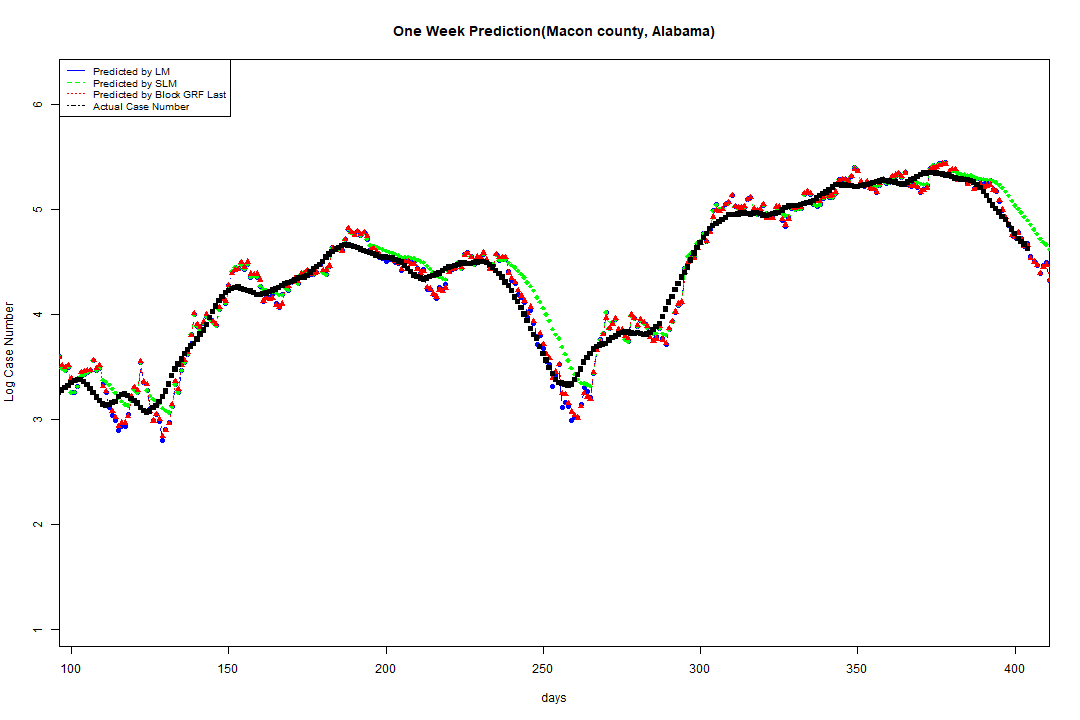 One Week Prediction(Macon county, Alabama)
Predicted by LM
Predicted by SLM
Predicted by Block GRF Last
Actual Case Number
6
5
4
3
2
1
Log Case Number
100 150 200 250 300 350 400
days